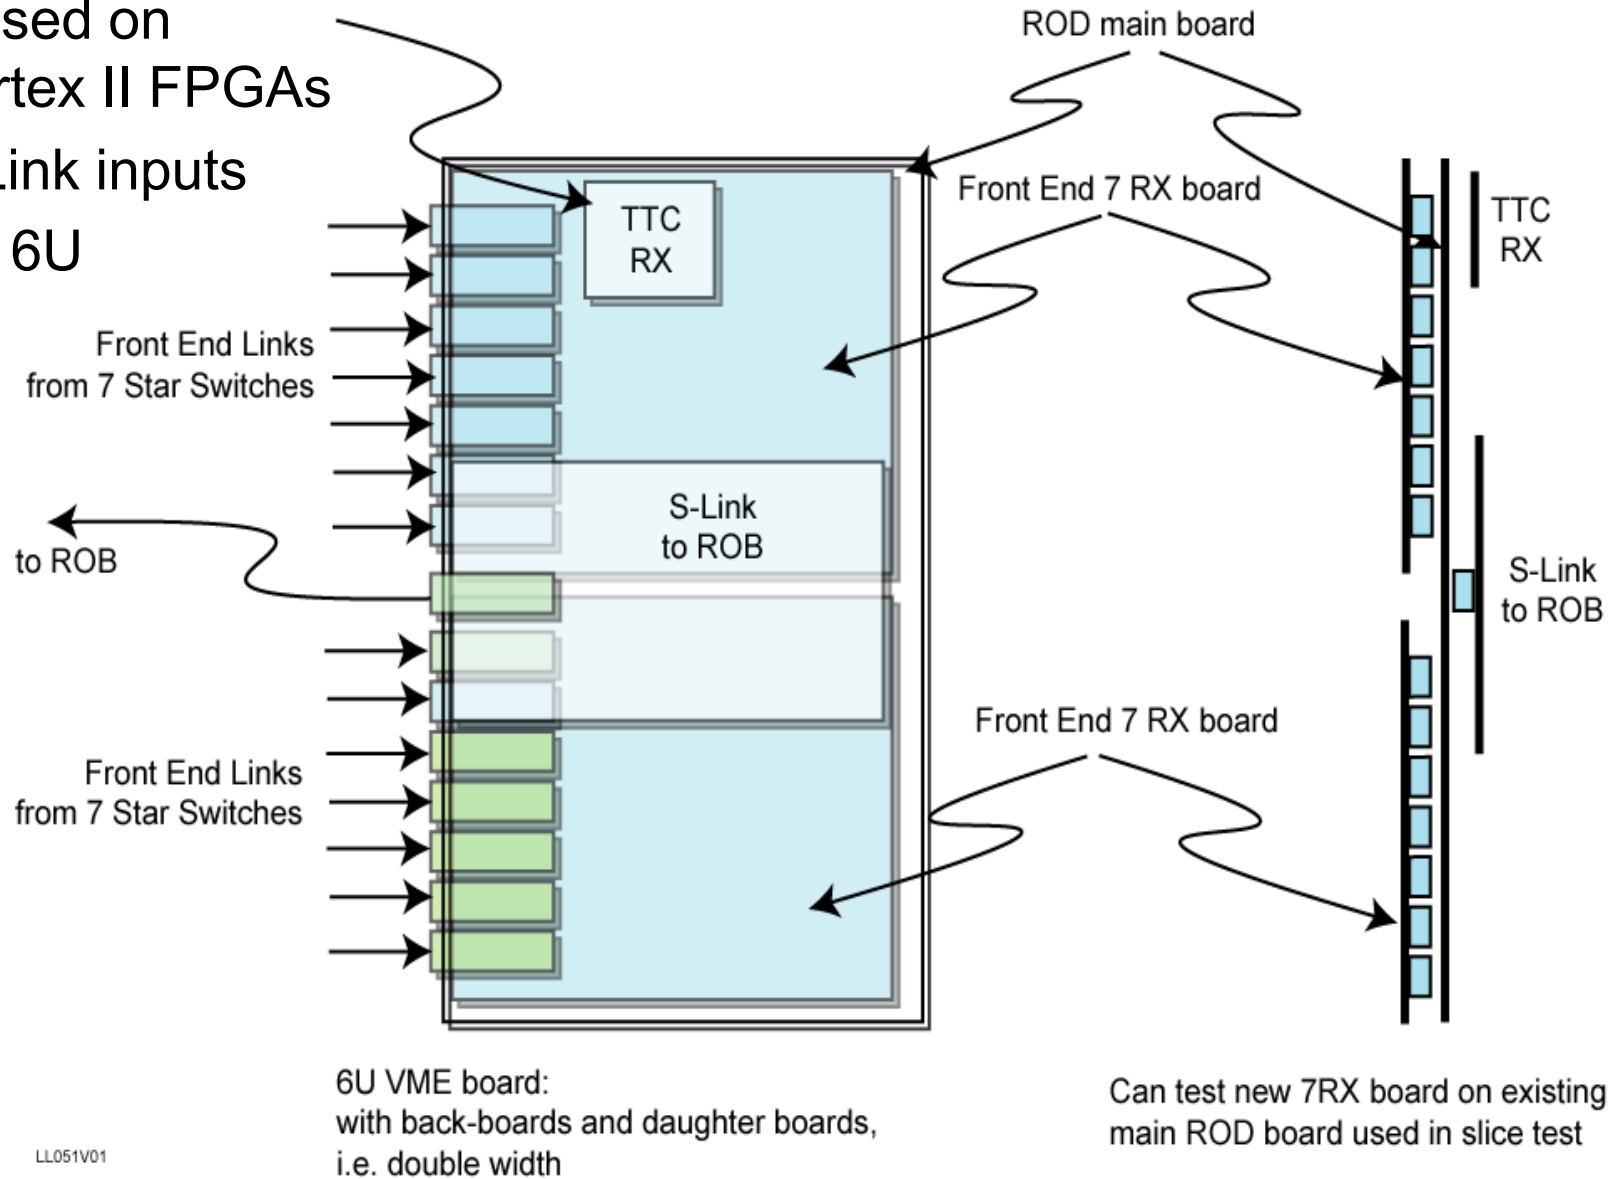 sed on
rtex II FPGAs
Link inputs
6U
ROD main board
Front End 7 RX board
TTC
RX
TTC
RX
Front End Links
from 7 Star Switches
S-Link
to ROB
to ROB
S-Link
to ROB
Front End 7 RX board
Front End Links
from 7 Star Switches
6U VME board:
with back-boards and daughter boards,
i.e. double width
Can test new 7RX board on existing
main ROD board used in slice test
LL051V01